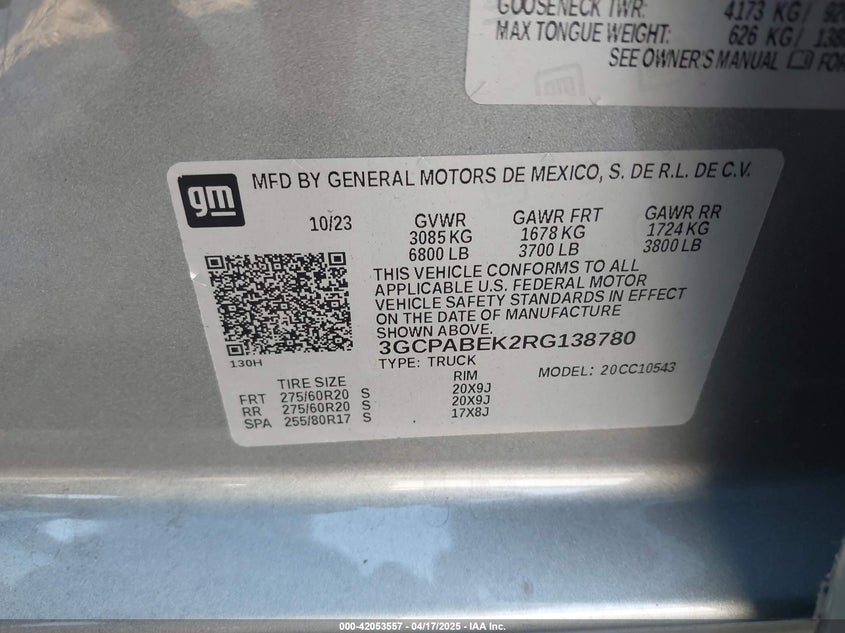 GOOSENECK TWR: 4173 KG/
MAX TONGUE WEIGHT: 626 KG/
SEE OWNER'S MANUAL
gm
gm
MFD BY GENERAL MOTORS DE MEXICO, S. DE R.L. DE C.V.
10/23 GVWR GAWR FRT GAWR RR
3085 KG 1678 KG 1724 KG
6800 LB 3700 LB 3800 LB
THIS VEHICLE CONFORMS TO ALL
APPLICABLE U.S. FEDERAL MOTOR
VEHICLE SAFETY STANDARDS IN EFFECT
ON THE DATE OF MANUFACTURE
SHOWN ABOVE.
3GCPABEK2RG138780
130H
TYPE: TRUCK MODEL: 20CC10543
TIRE SIZE RIM
FRT 275/60R20 S 20X9J
RR 275/60R20 S 20X9J
SPA 255/80R17 S 17X8J
000-42053557 - 04/17/2025 - IAA Inc.